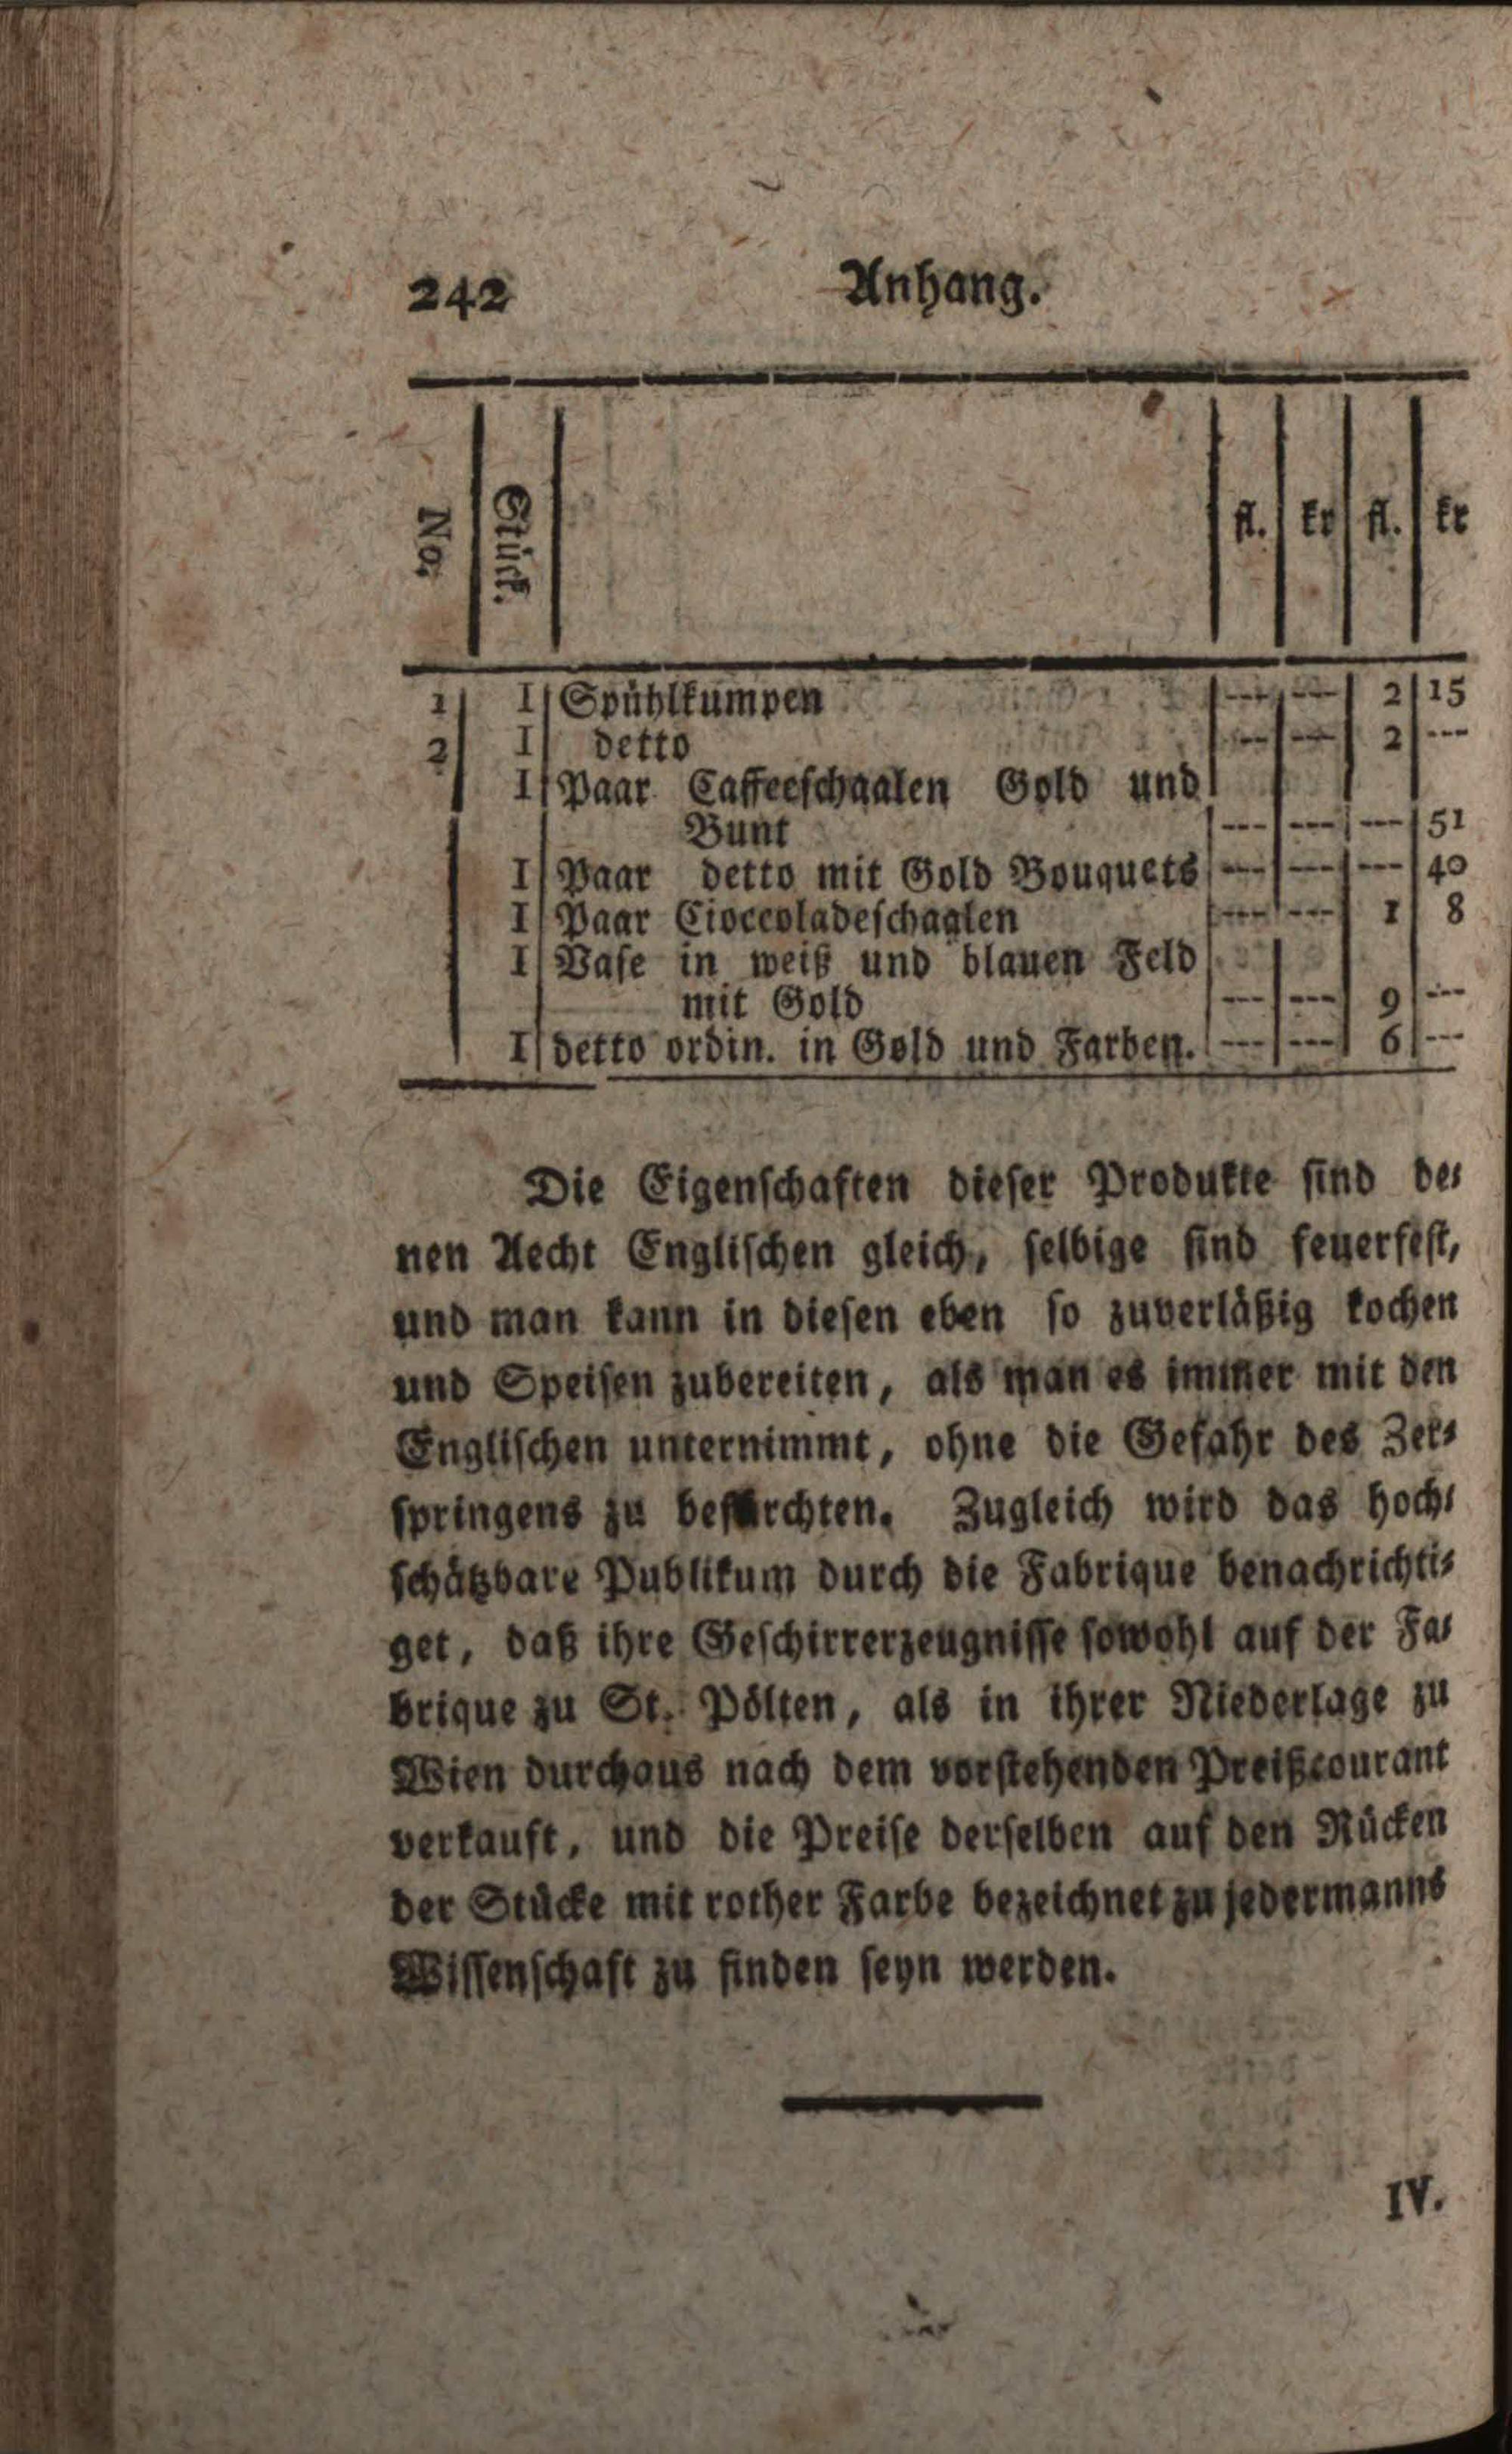 242 Anhang.
No. Stück. fl. kr fl. kr
1 1 Spühlkumpen --- --- 2 15
2 1 detto --- --- 2 ---
1 Paar Caffeeschaalen Gold und
Bunt --- --- --- 51
1 Paar detto mit Gold Bouquets --- --- --- 40
1 Paar Cioccoladeschaalen --- --- 1 8
1 Vase in weiß und blauen Feld
mit Gold --- --- 9 ---
1 detto ordin. in Gold und Farben. --- --- 6 ---
Die Eigenschaften dieser Produkte sind de-
nen Aecht Englischen gleich, selbige sind feuerfest,
und man kann in diesen eben so zuverläßig kochen
und Speisen zubereiten, als man es immer mit den
Englischen unternimmt, ohne die Gefahr des Zer-
springens zu befürchten. Zugleich wird das hoch-
schätzbare Publikum durch die Fabrique benachrichti-
get, daß ihre Geschirrerzeugnisse sowohl auf der Fa-
brique zu St. Pölten, als in ihrer Niederlage zu
Wien durchaus nach dem vorstehenden Preißcourant
verkauft, und die Preise derselben auf den Rücken
der Stücke mit rother Farbe bezeichnet zu jedermanns
Wissenschaft zu finden seyn werden.
IV.